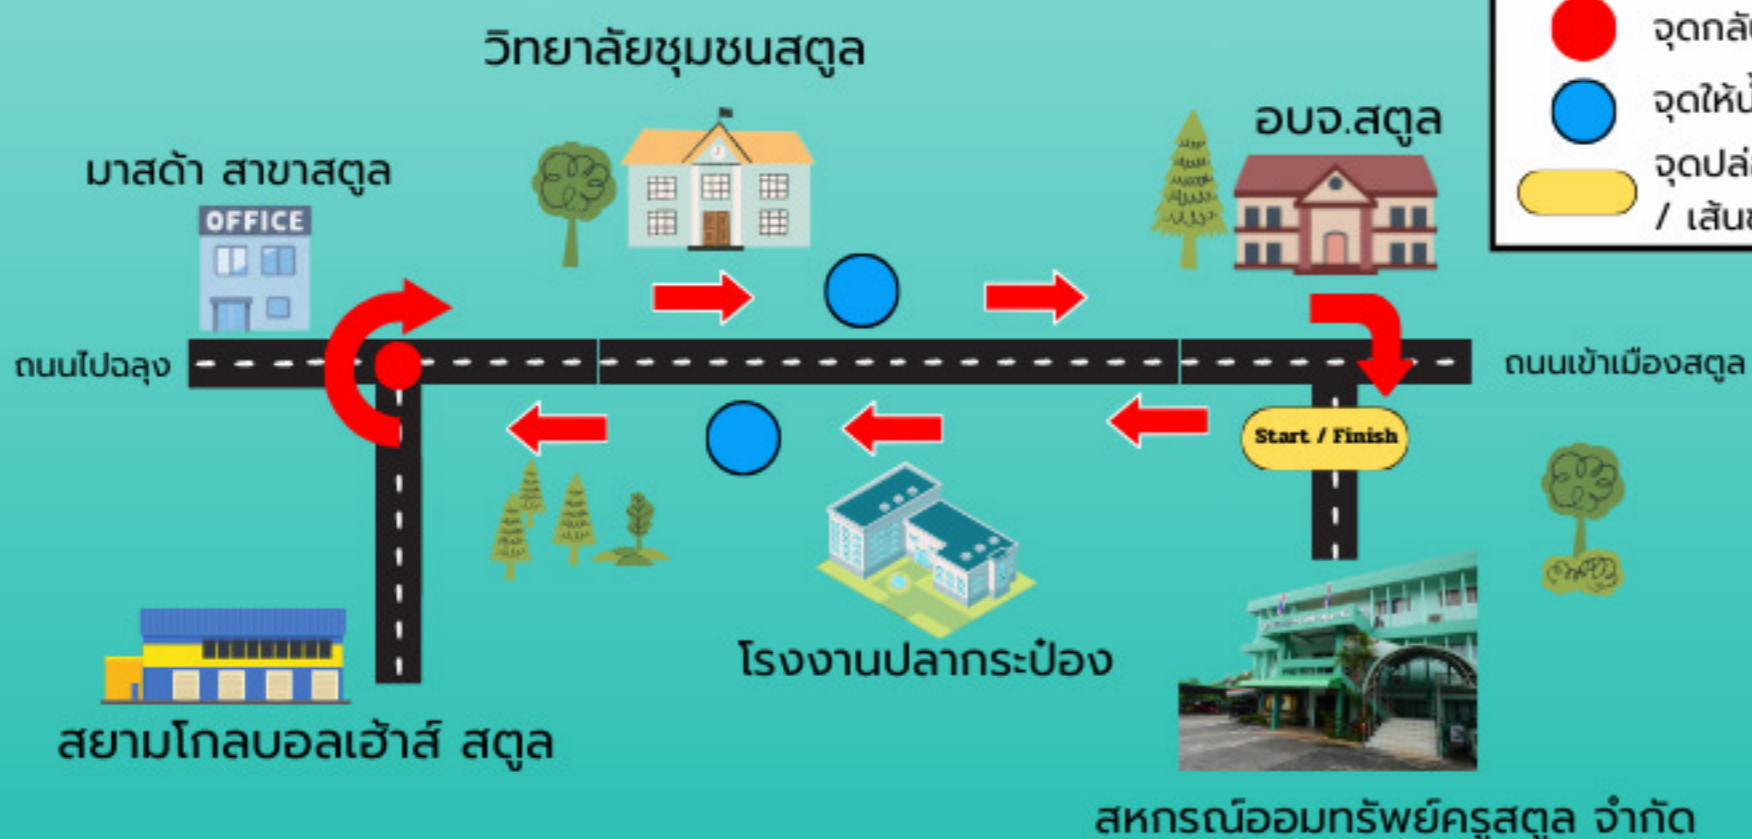 วิทยาลัยชุมชนสตูล
อบจ.สตูล
มาสด้า สาขาสตูล
OFFICE
/
ถนนไปฉลุง
ถนนเข้าเมืองสตูล
Start / Finish
โรงงานปลากระป๋อง
สยามโกลบอลเฮ้าส์ สตูล
สหกรณ์ออมทรัพย์ครูสตูล จำกัด